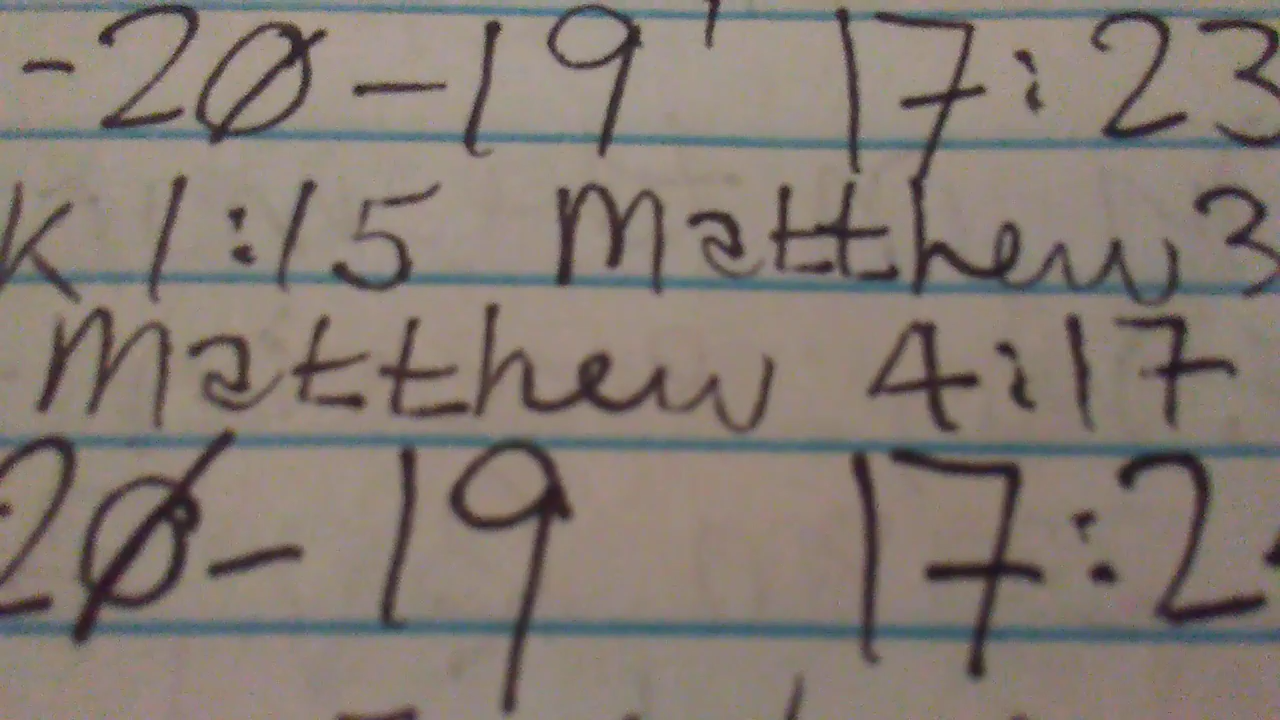 -20-19 17:23
k 1:15 Matthew 3
Matthew 4:17
20-19 17:2